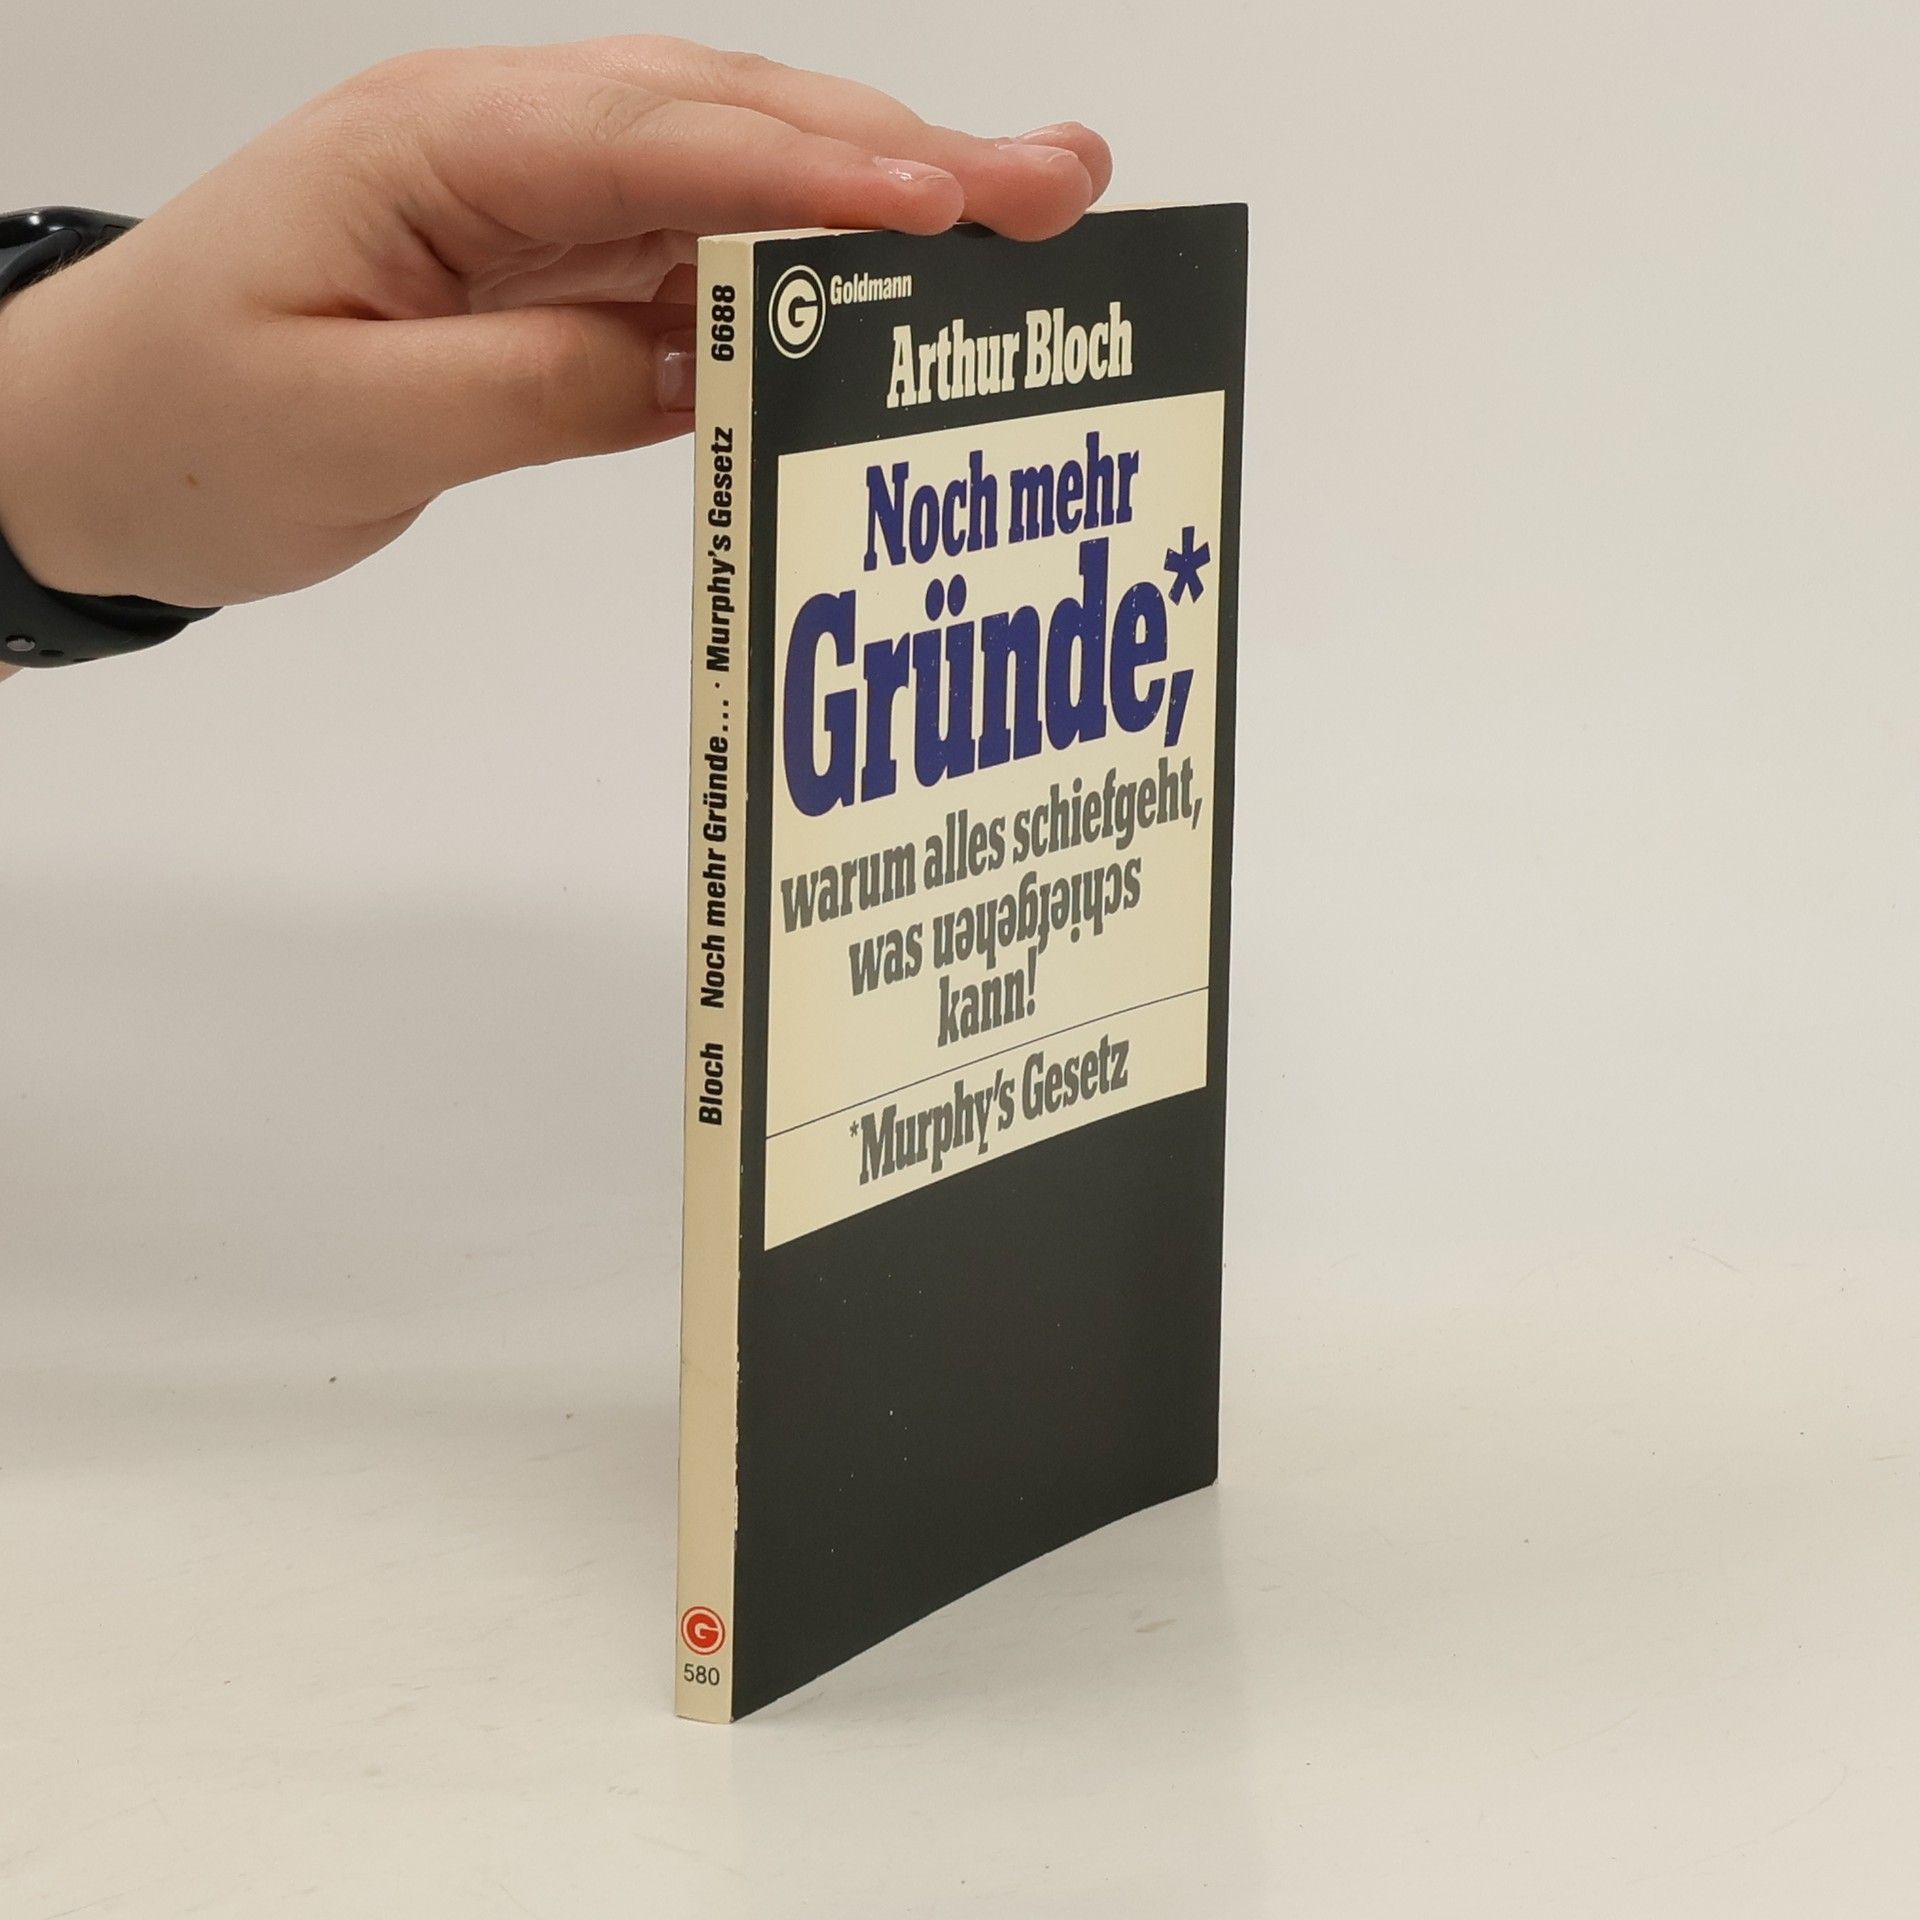 Goldmann
Arthur Bloch
Noch mehr
Gründe,*
warum alles schiefgeht,
was schiefgehen
kann!
*Murphy's Gesetz
Bloch Noch mehr Gründe... · Murphy's Gesetz 6688
G
580